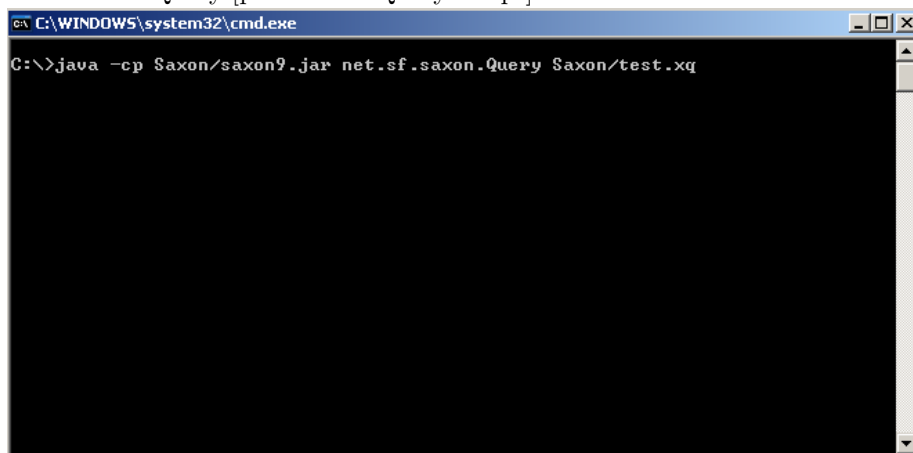 C:\WINDOWS\system32\cmd.exe
C:\>java -cp Saxon/saxon9.jar net.sf.saxon.Query Saxon/test.xq